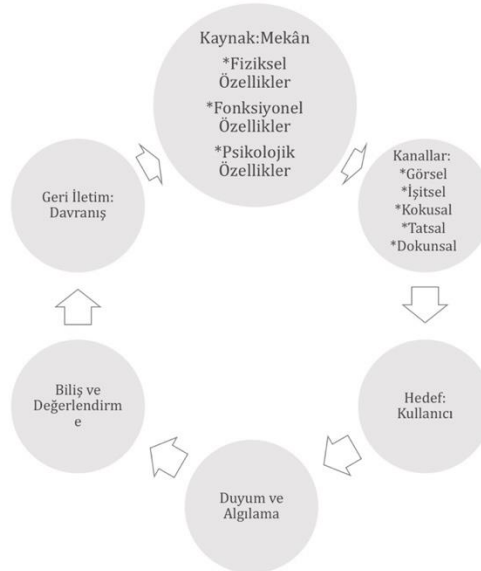 Kaynak:Mekân
*Fiziksel
Özellikler
*Fonksiyonel
Özellikler
*Psikolojik
Özellikler
Kanallar:
*Görsel
*İşitsel
*Kokusal
*Tatsal
*Dokunsal
Hedef:
Kullanıcı
Duyum ve
Algılama
Biliş ve
Değerlendirm
e
Geri İletim:
Davranış